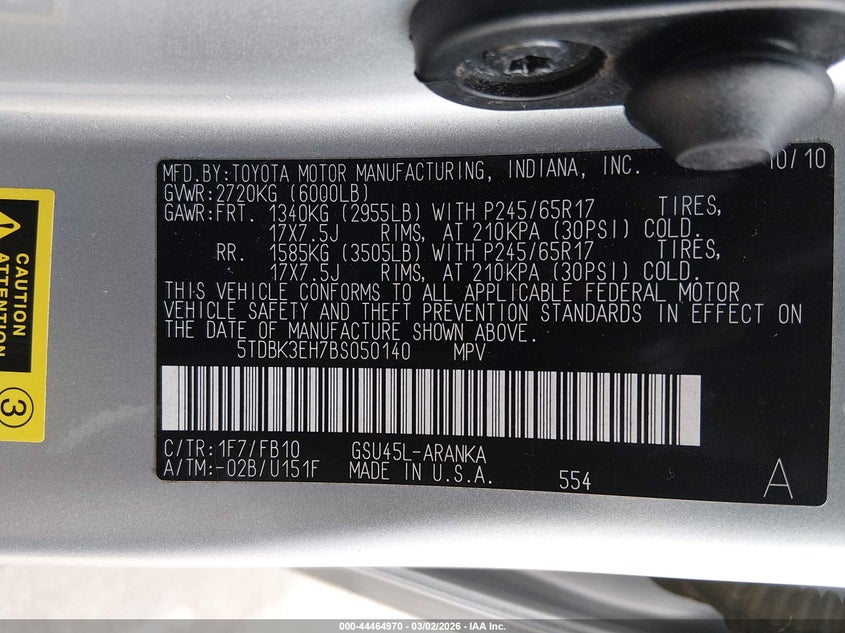 MFD.BY:TOYOTA MOTOR MANUFACTURING, INDIANA, INC. 10/10
GVWR:2720KG (6000LB)
GAWR:FRT. 1340KG (2955LB) WITH P245/65R17 TIRES,
17X7.5J RIMS, AT 210KPA (30PSI) COLD.
RR. 1585KG (3505LB) WITH P245/65R17 TIRES,
17X7.5J RIMS, AT 210KPA (30PSI) COLD.
THIS VEHICLE CONFORMS TO ALL APPLICABLE FEDERAL MOTOR
VEHICLE SAFETY AND THEFT PREVENTION STANDARDS IN EFFECT ON
THE DATE OF MANUFACTURE SHOWN ABOVE.
5TDBK3EH7BS050140 MPV
C/TR:1F7/FB10 GSU45L-ARANKA
A/TM:-02B/U151F MADE IN U.S.A. 554 A
CAUTION
ATTENTION
3
000-44464970 - 03/02/2026 - IAA Inc.